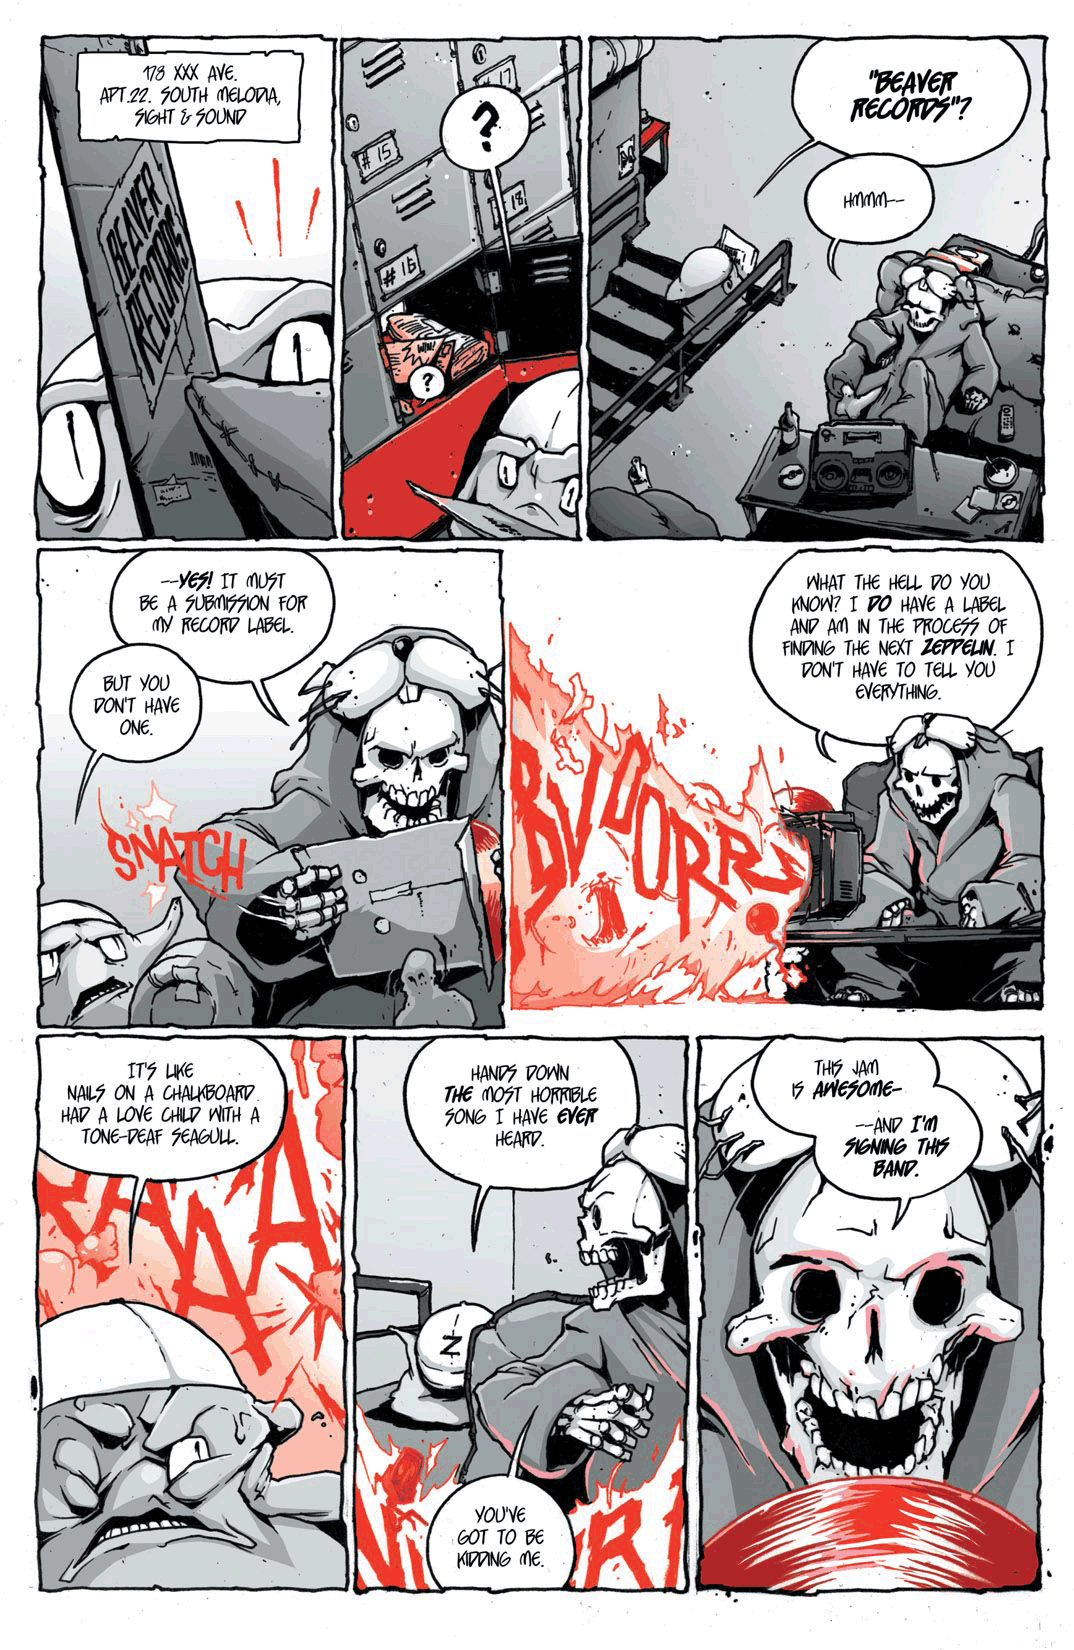 178 XXX AVE.
APT.22. SOUTH MELODIA,
SIGHT & SOUND
BEAVER
RECORDS
# 17
?
# 15
# 18
# 16
WIN!
?
"BEAVER
RECORDS"?
HMMM--
--YES! IT MUST
BE A SUBMISSION FOR
MY RECORD LABEL.
BUT YOU
DON'T HAVE
ONE.
SNATCH
WHAT THE HELL DO YOU
KNOW? I DO HAVE A LABEL
AND AM IN THE PROCESS OF
FINDING THE NEXT ZEPPELIN. I
DON'T HAVE TO TELL YOU
EVERYTHING.
IT'S LIKE
NAILS ON A CHALKBOARD
HAD A LOVE CHILD WITH A
TONE-DEAF SEAGULL.
HANDS DOWN
THE MOST HORRIBLE
SONG I HAVE EVER
HEARD.
N
YOU'VE
GOT TO BE
KIDDING ME.
THIS JAM
IS AWESOME-
--AND I'M
SIGNING THIS
BAND.